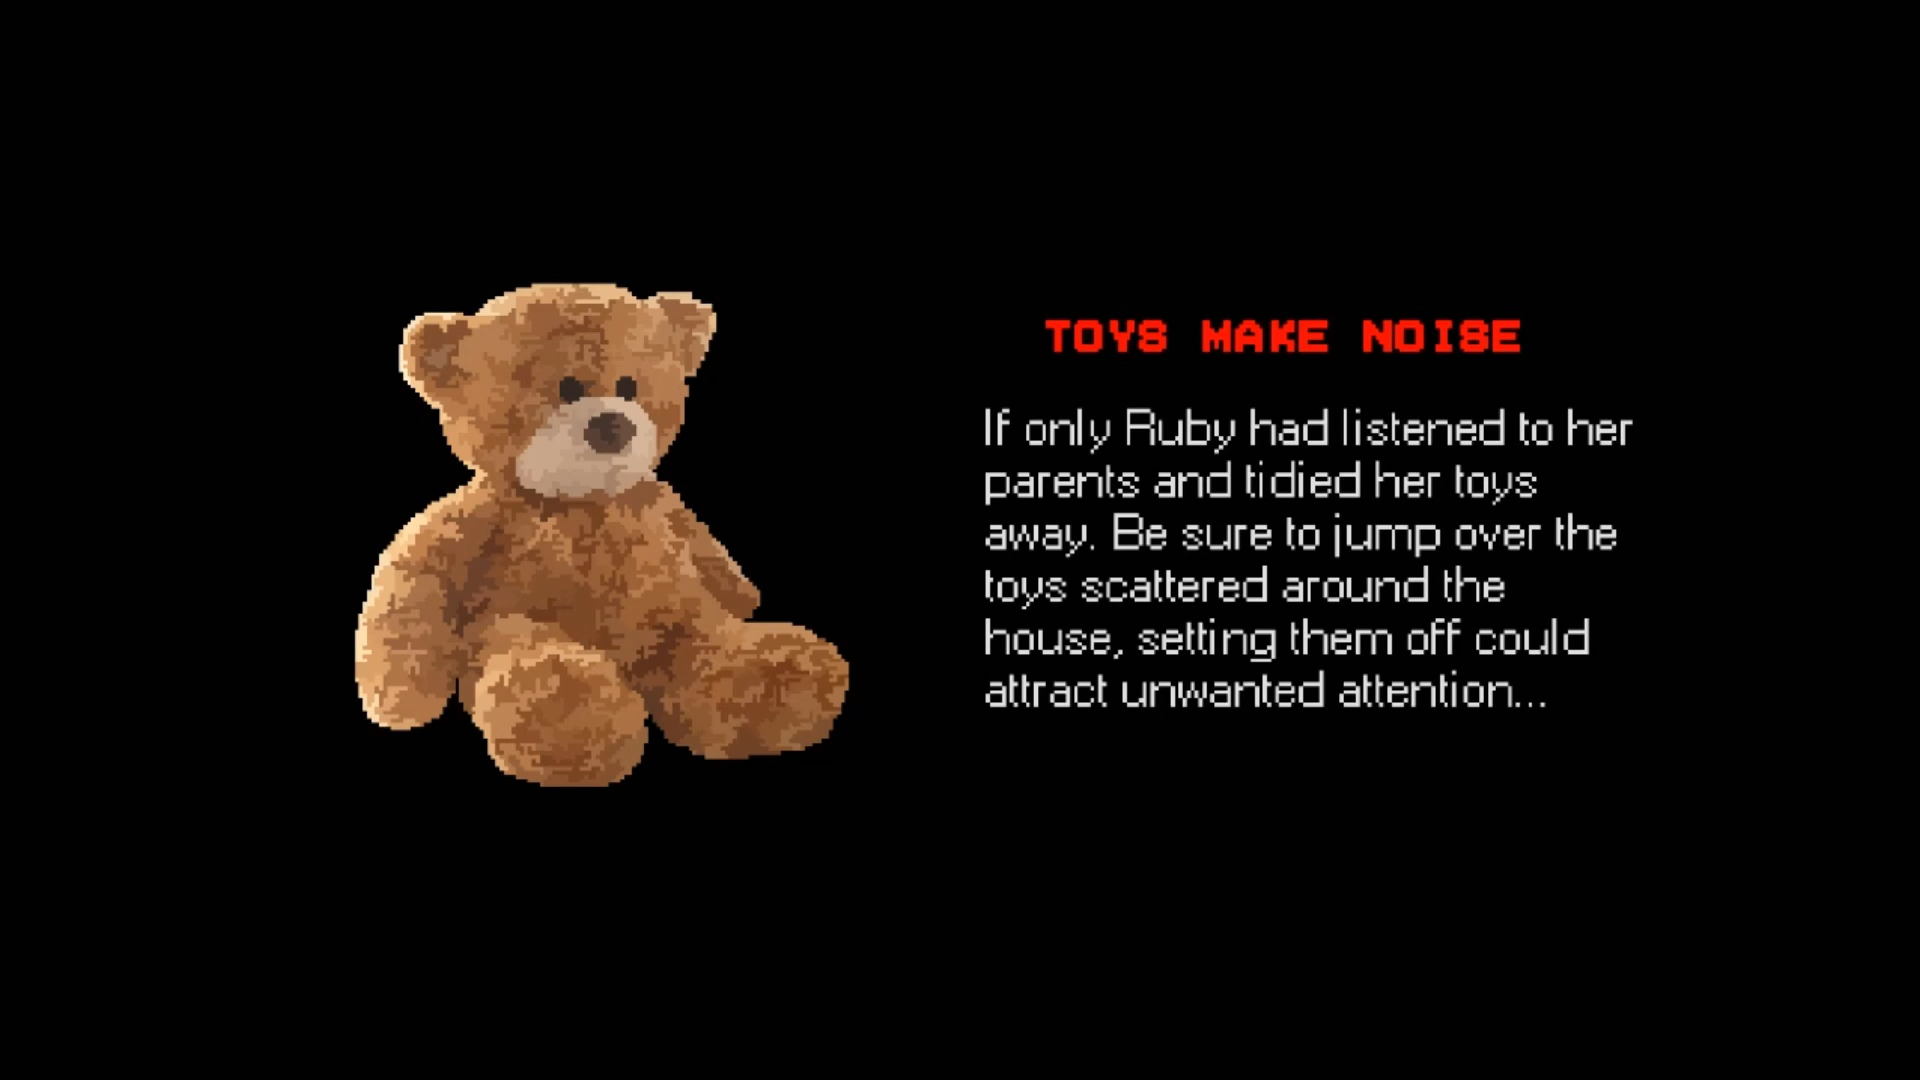 TOYS MAKE NOISE
If only Ruby had listened to her
parents and tidied her toys
away. Be sure to jump over the
toys scattered around the
house, setting them off could
attract unwanted attention...